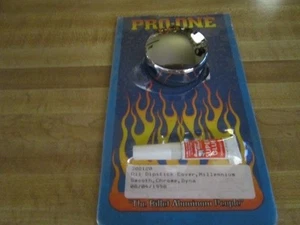 PRO-ONE
Oil Dipstick Cover,Millennium
Smooth,Chrome,Dyna
The Billet Aluminum People